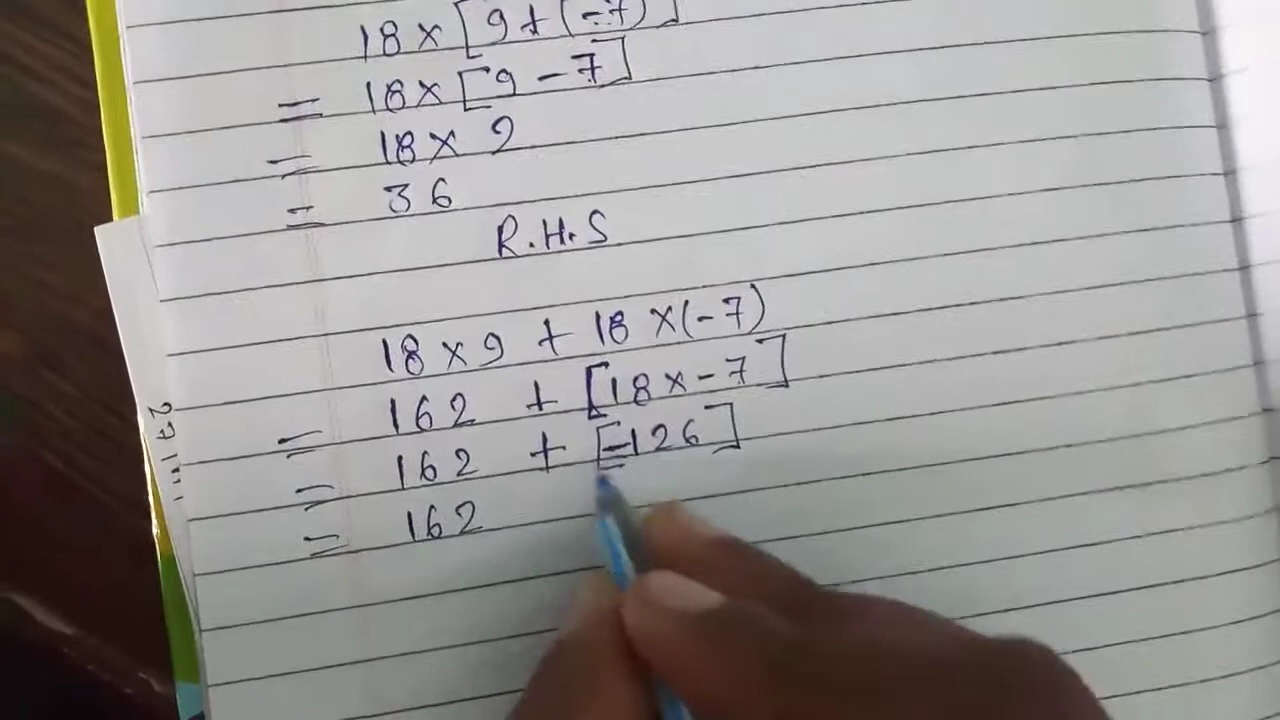 18 × [9 + (-7)]
= 18 × [9 - 7]
= 18 × 2
= 36
R.H.S
18 × 9 + 18 × (-7)
= 162 + [18 × -7]
= 162 + [-126]
= 162